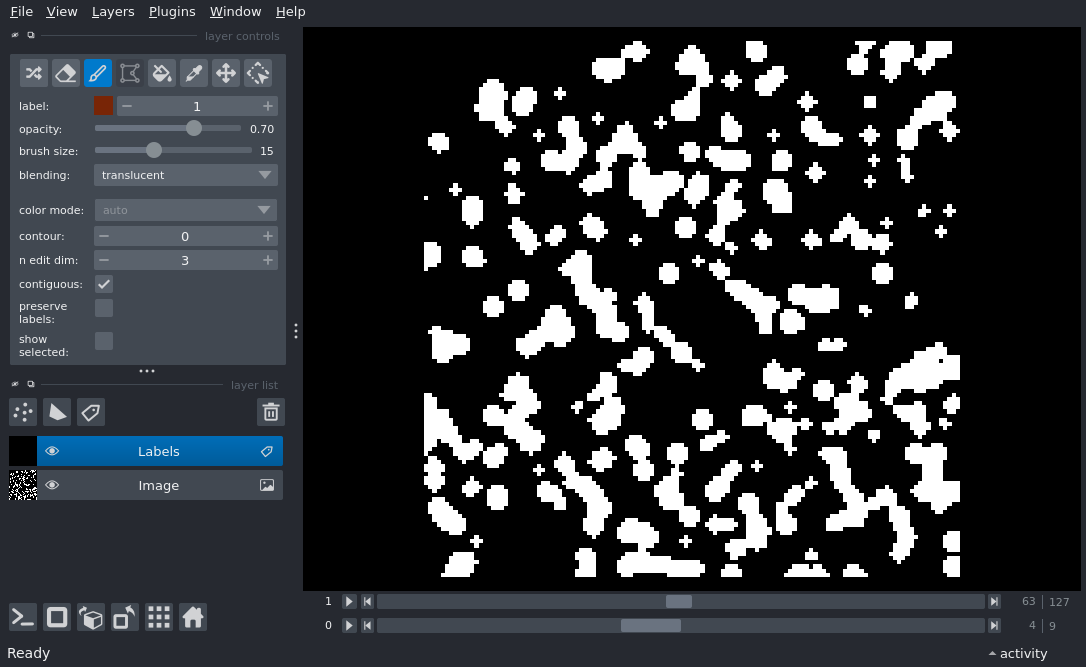 File View Layers Plugins Window Help
layer controls
label: 1
opacity: 0.70
brush size: 15
blending: translucent
color mode: auto
contour: 0
n edit dim: 3
contiguous:
preserve
labels:
show
selected:
layer list
Labels
Image
1 63 127
0 4 9
Ready activity